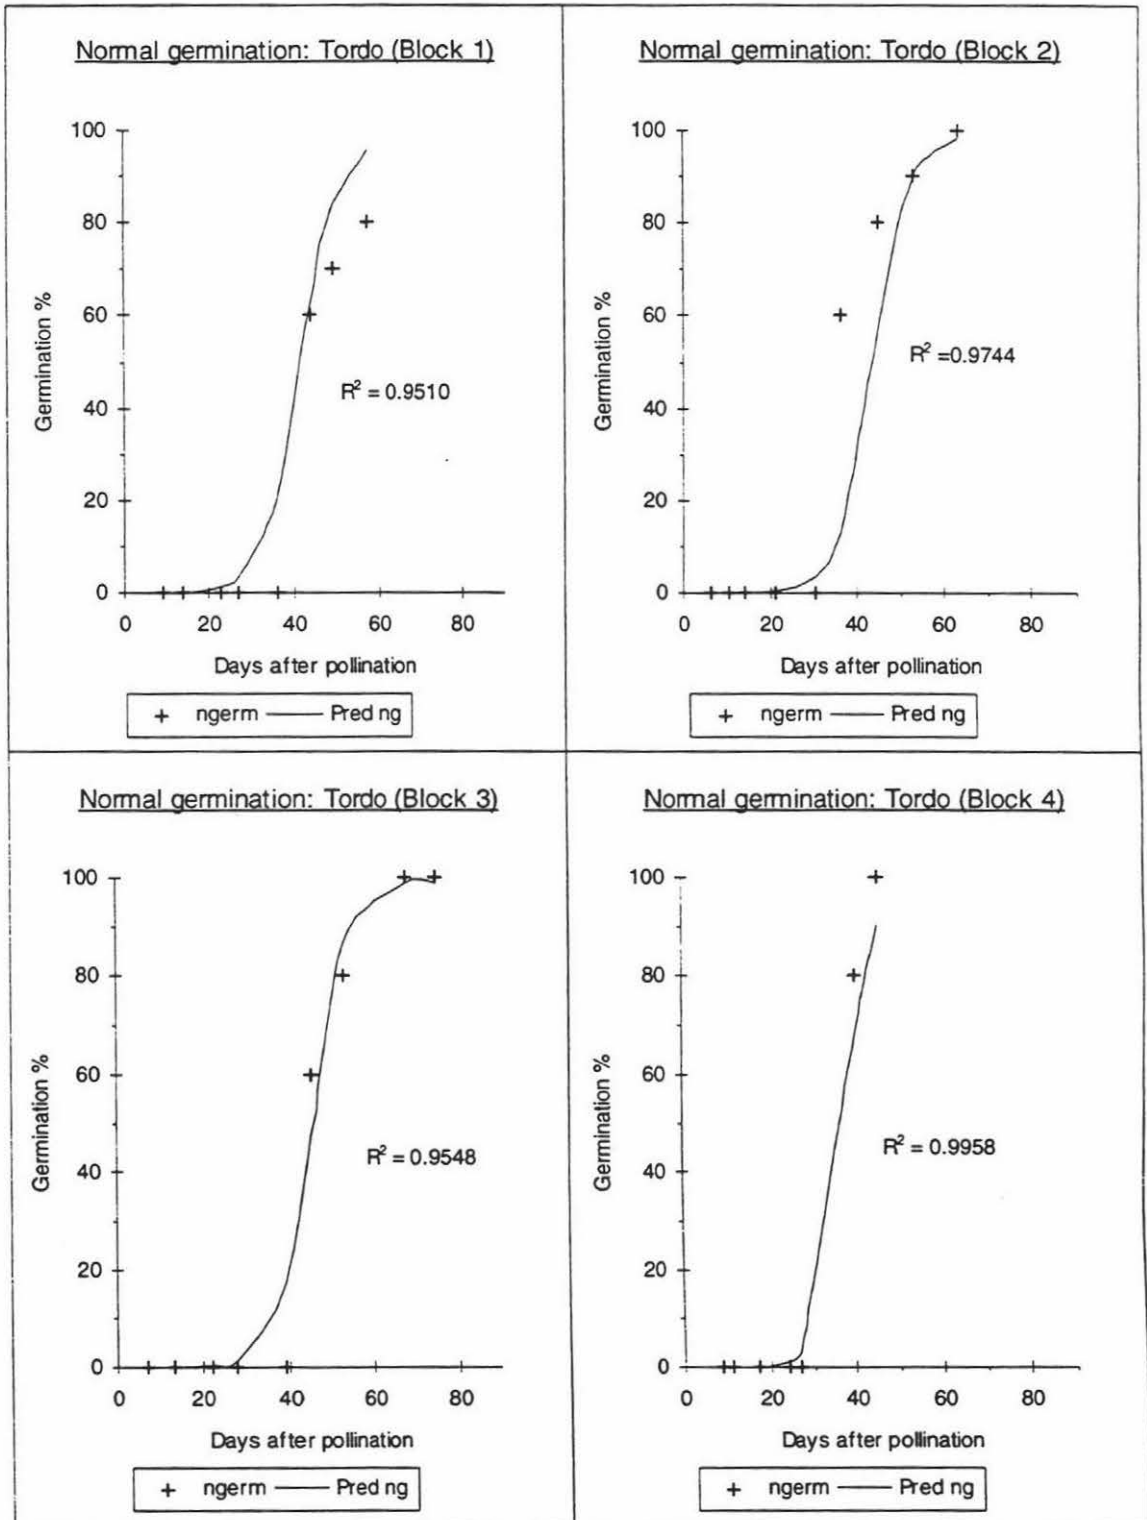 Normal germination: Tordo (Block 1)
100
80
60
40
20
0
Germination %
R² = 0.9510
0 20 40 60 80
Days after pollination
+ ngerm — Pred ng
Normal germination: Tordo (Block 2)
100
80
60
40
20
0
Germination %
R² =0.9744
0 20 40 60 80
Days after pollination
+ ngerm — Pred ng
Normal germination: Tordo (Block 3)
100
80
60
40
20
0
Germination %
R² = 0.9548
0 20 40 60 80
Days after pollination
+ ngerm — Pred ng
Normal germination: Tordo (Block 4)
100
80
60
40
20
0
Germination %
R² = 0.9958
0 20 40 60 80
Days after pollination
+ ngerm — Pred ng